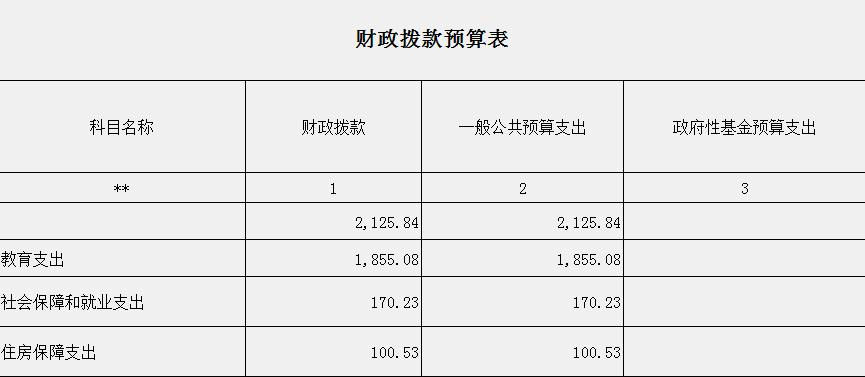 财政拨款预算表
科目名称 财政拨款 一般公共预算支出 政府性基金预算支出
** 1 2 3
2,125.84 2,125.84
教育支出 1,855.08 1,855.08
社会保障和就业支出 170.23 170.23
住房保障支出 100.53 100.53